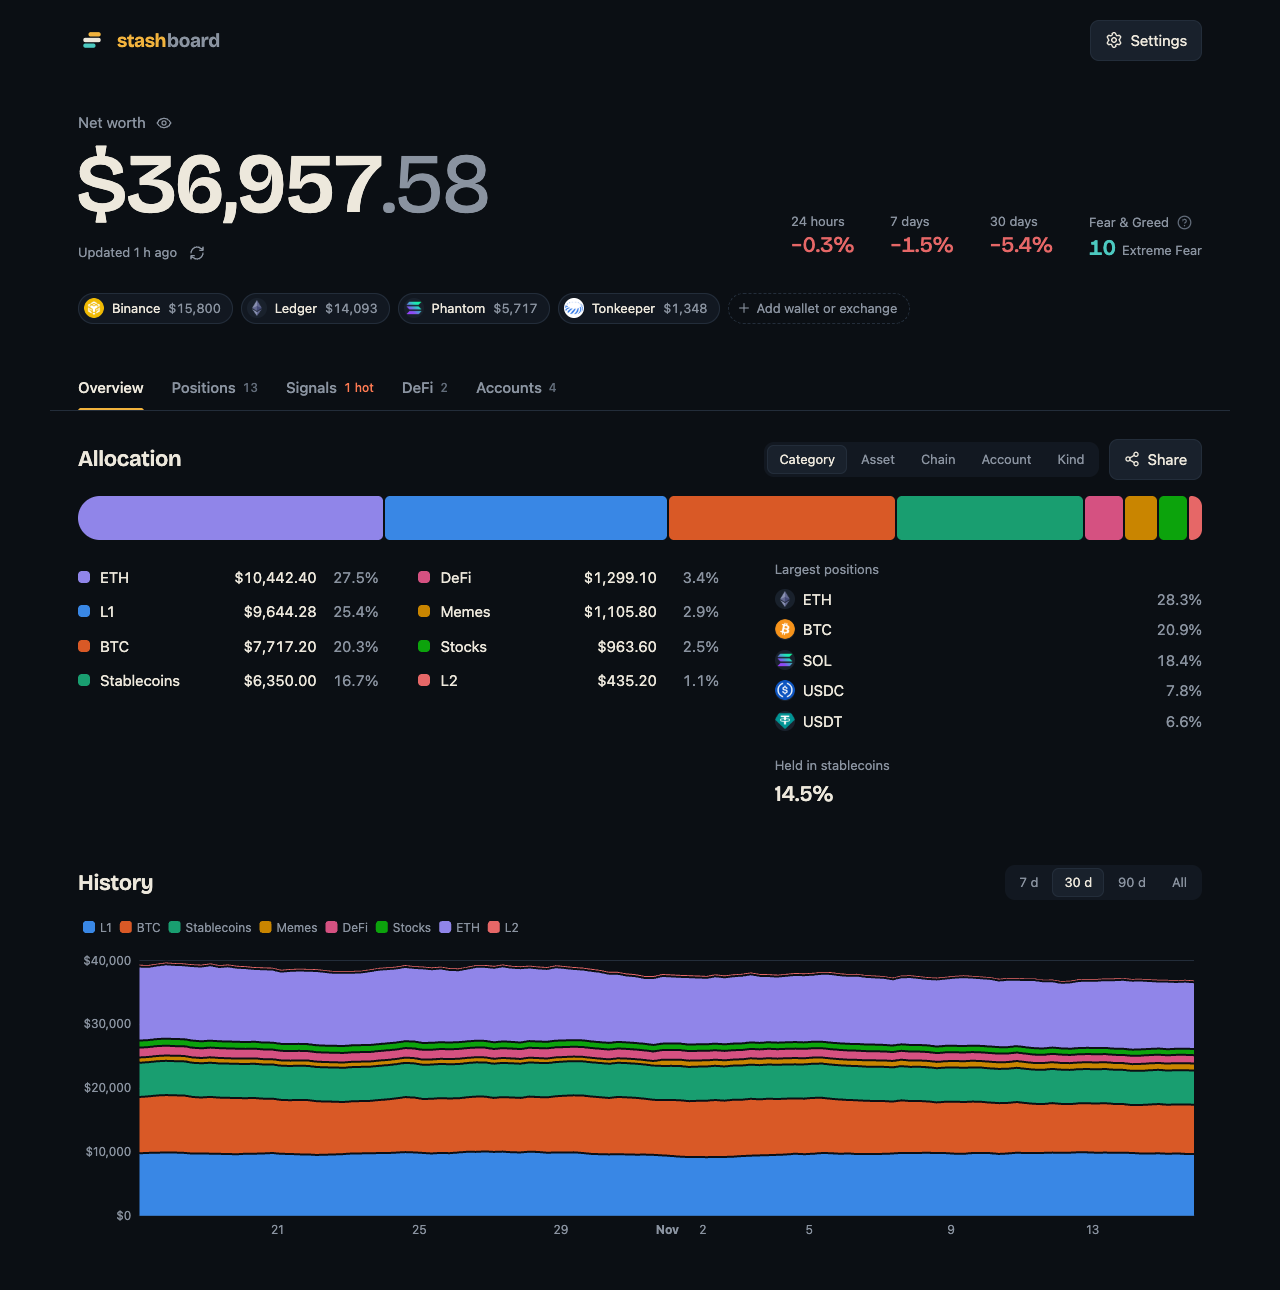 stashboard
Settings
Net worth
$36,957.58
Updated 1 h ago
24 hours
−0.3%
7 days
−1.5%
30 days
−5.4%
Fear & Greed ?
10 Extreme Fear
Binance $15,800
Ledger $14,093
Phantom $5,717
Tonkeeper $1,348
+ Add wallet or exchange
Overview
Positions 13
Signals 1 hot
DeFi 2
Accounts 4
Allocation
Category
Asset
Chain
Account
Kind
Share
ETH $10,442.40 27.5%
L1 $9,644.28 25.4%
BTC $7,717.20 20.3%
Stablecoins $6,350.00 16.7%
DeFi $1,299.10 3.4%
Memes $1,105.80 2.9%
Stocks $963.60 2.5%
L2 $435.20 1.1%
Largest positions
ETH 28.3%
BTC 20.9%
SOL 18.4%
USDC 7.8%
USDT 6.6%
Held in stablecoins
14.5%
History
7 d
30 d
90 d
All
L1 BTC Stablecoins Memes DeFi Stocks ETH L2
$40,000
$30,000
$20,000
$10,000
$0
21 25 29 Nov 2 5 9 13